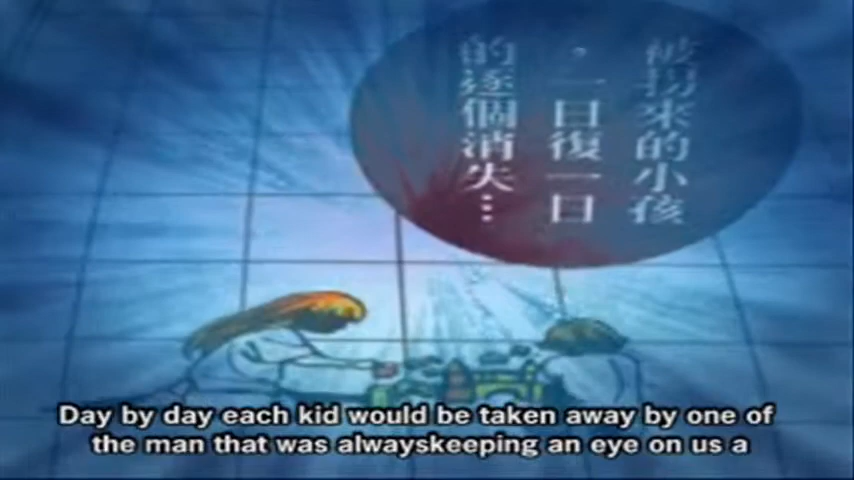 被拐來的小孩
，一日復一日
的逐個消失…
Day by day each kid would be taken away by one of
the man that was alwayskeeping an eye on us a